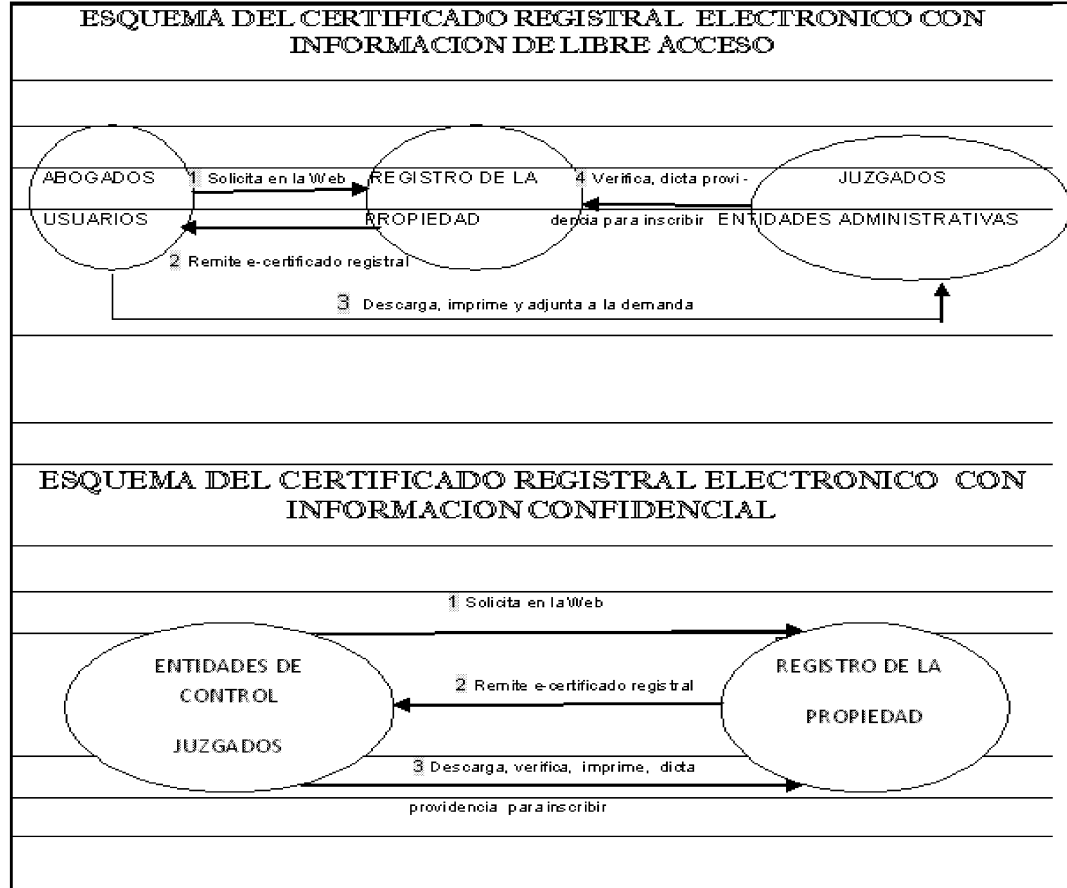 ESQUEMA DEL CERTIFICADO REGISTRAL ELECTRONICO CON
INFORMACION DE LIBRE ACCESO
ABOGADOS
USUARIOS
1 Solicita en la Web
REGISTRO DE LA
PROPIEDAD
2 Remite e-certificado registral
4 Verifica, dicta provi -
dencia para inscribir
JUZGADOS
ENTIDADES ADMINISTRATIVAS
3 Descarga, imprime y adjunta a la demanda
ESQUEMA DEL CERTIFICADO REGISTRAL ELECTRONICO CON
INFORMACION CONFIDENCIAL
1 Solicita en la Web
ENTIDADES DE
CONTROL
JUZGADOS
2 Remite e-certificado registral
REGISTRO DE LA
PROPIEDAD
3 Descarga, verifica, imprime, dicta
providencia para inscribir